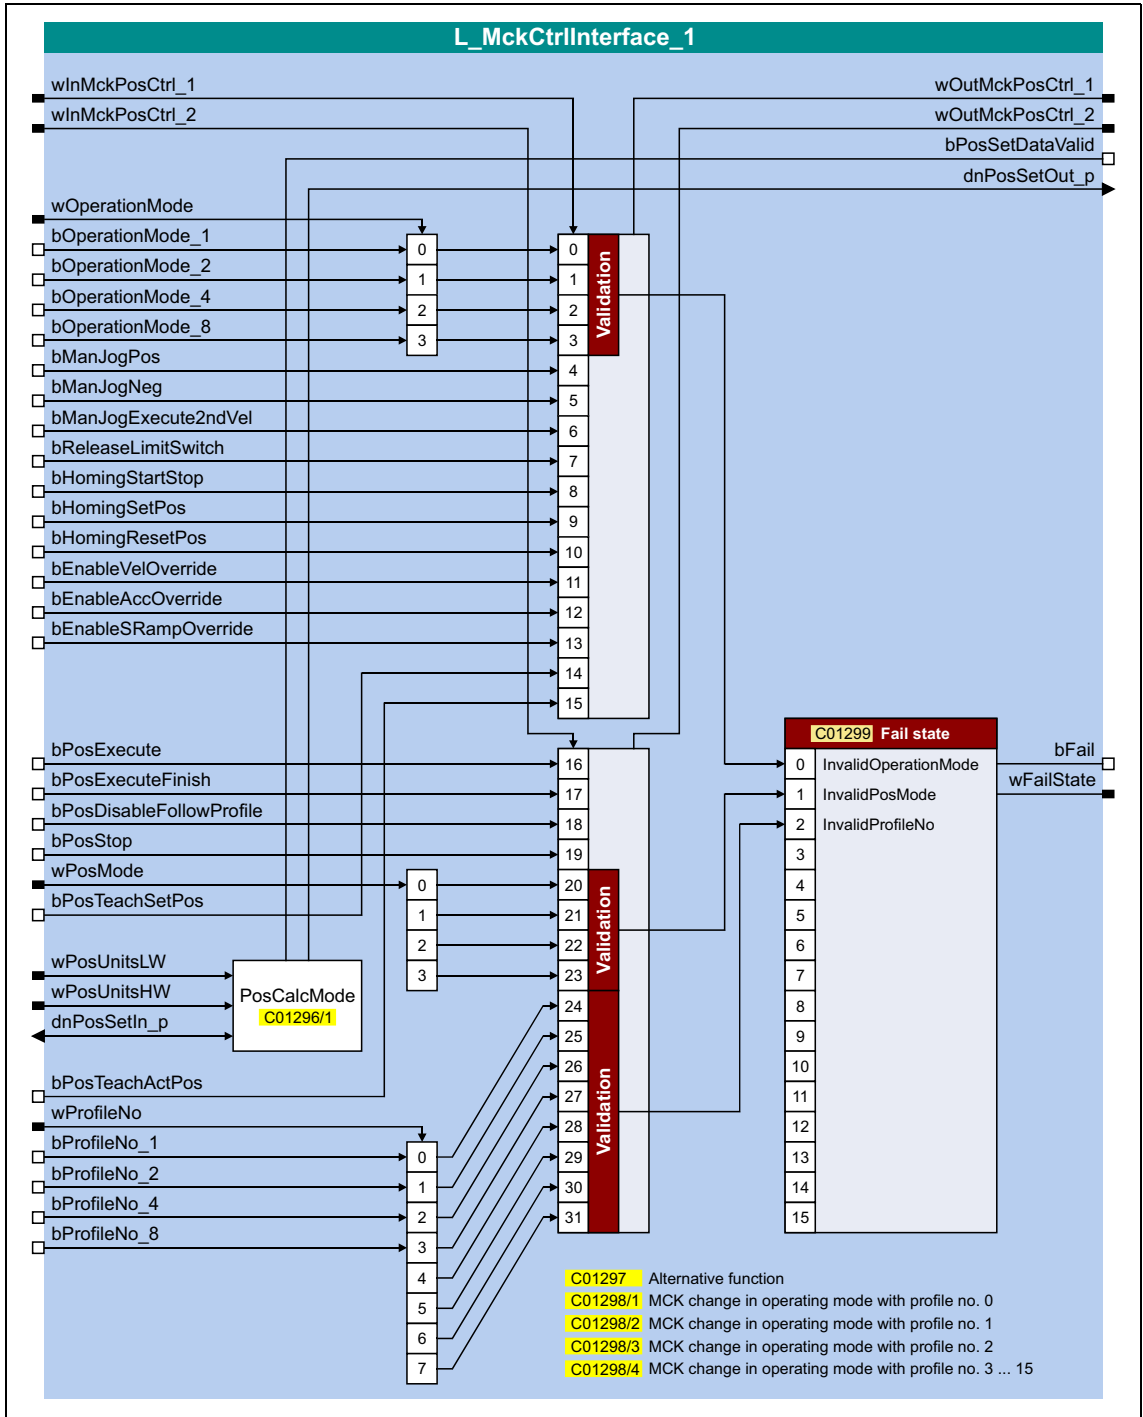 L_MckCtrlInterface_1
wInMckPosCtrl_1
wOutMckPosCtrl_1
wInMckPosCtrl_2
wOutMckPosCtrl_2
bPosSetDataValid
dnPosSetOut_p
wOperationMode
bOperationMode_1
0
0
bOperationMode_2
1
1
bOperationMode_4
2
2
bOperationMode_8
3
3
Validation
bManJogPos
4
bManJogNeg
5
bManJogExecute2ndVel
6
bReleaseLimitSwitch
7
bHomingStartStop
8
bHomingSetPos
9
bHomingResetPos
10
bEnableVelOverride
11
bEnableAccOverride
12
bEnableSRampOverride
13
14
15
C01299 Fail state
bPosExecute
16
0 InvalidOperationMode
bFail
bPosExecuteFinish
17
1 InvalidPosMode
wFailState
bPosDisableFollowProfile
18
2 InvalidProfileNo
bPosStop
19
3
wPosMode
0
20
4
bPosTeachSetPos
1
21
5
2
22
6
wPosUnitsLW
3
23
7
Validation
wPosUnitsHW
PosCalcMode
C01296/1
24
8
dnPosSetIn_p
25
9
26
10
bPosTeachActPos
27
11
wProfileNo
28
12
bProfileNo_1
0
29
13
bProfileNo_2
1
30
14
bProfileNo_4
2
31
15
Validation
bProfileNo_8
3
4
5
6
7
C01297 Alternative function
C01298/1 MCK change in operating mode with profile no. 0
C01298/2 MCK change in operating mode with profile no. 1
C01298/3 MCK change in operating mode with profile no. 2
C01298/4 MCK change in operating mode with profile no. 3 ... 15